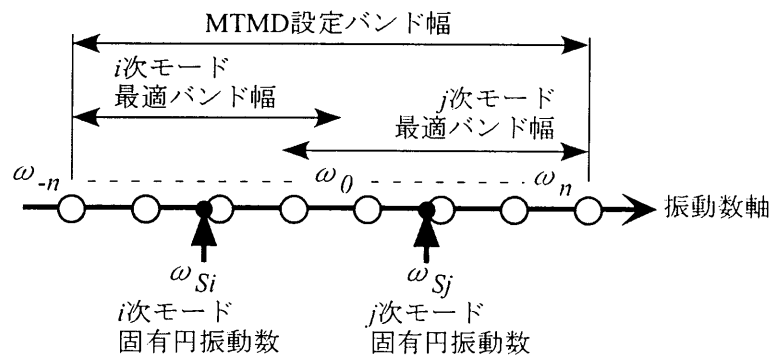 MTMD設定バンド幅
i次モード
最適バンド幅
j次モード
最適バンド幅
ω-n
ω0
ωn
振動数軸
ωSi
ωSj
i次モード
固有円振動数
j次モード
固有円振動数